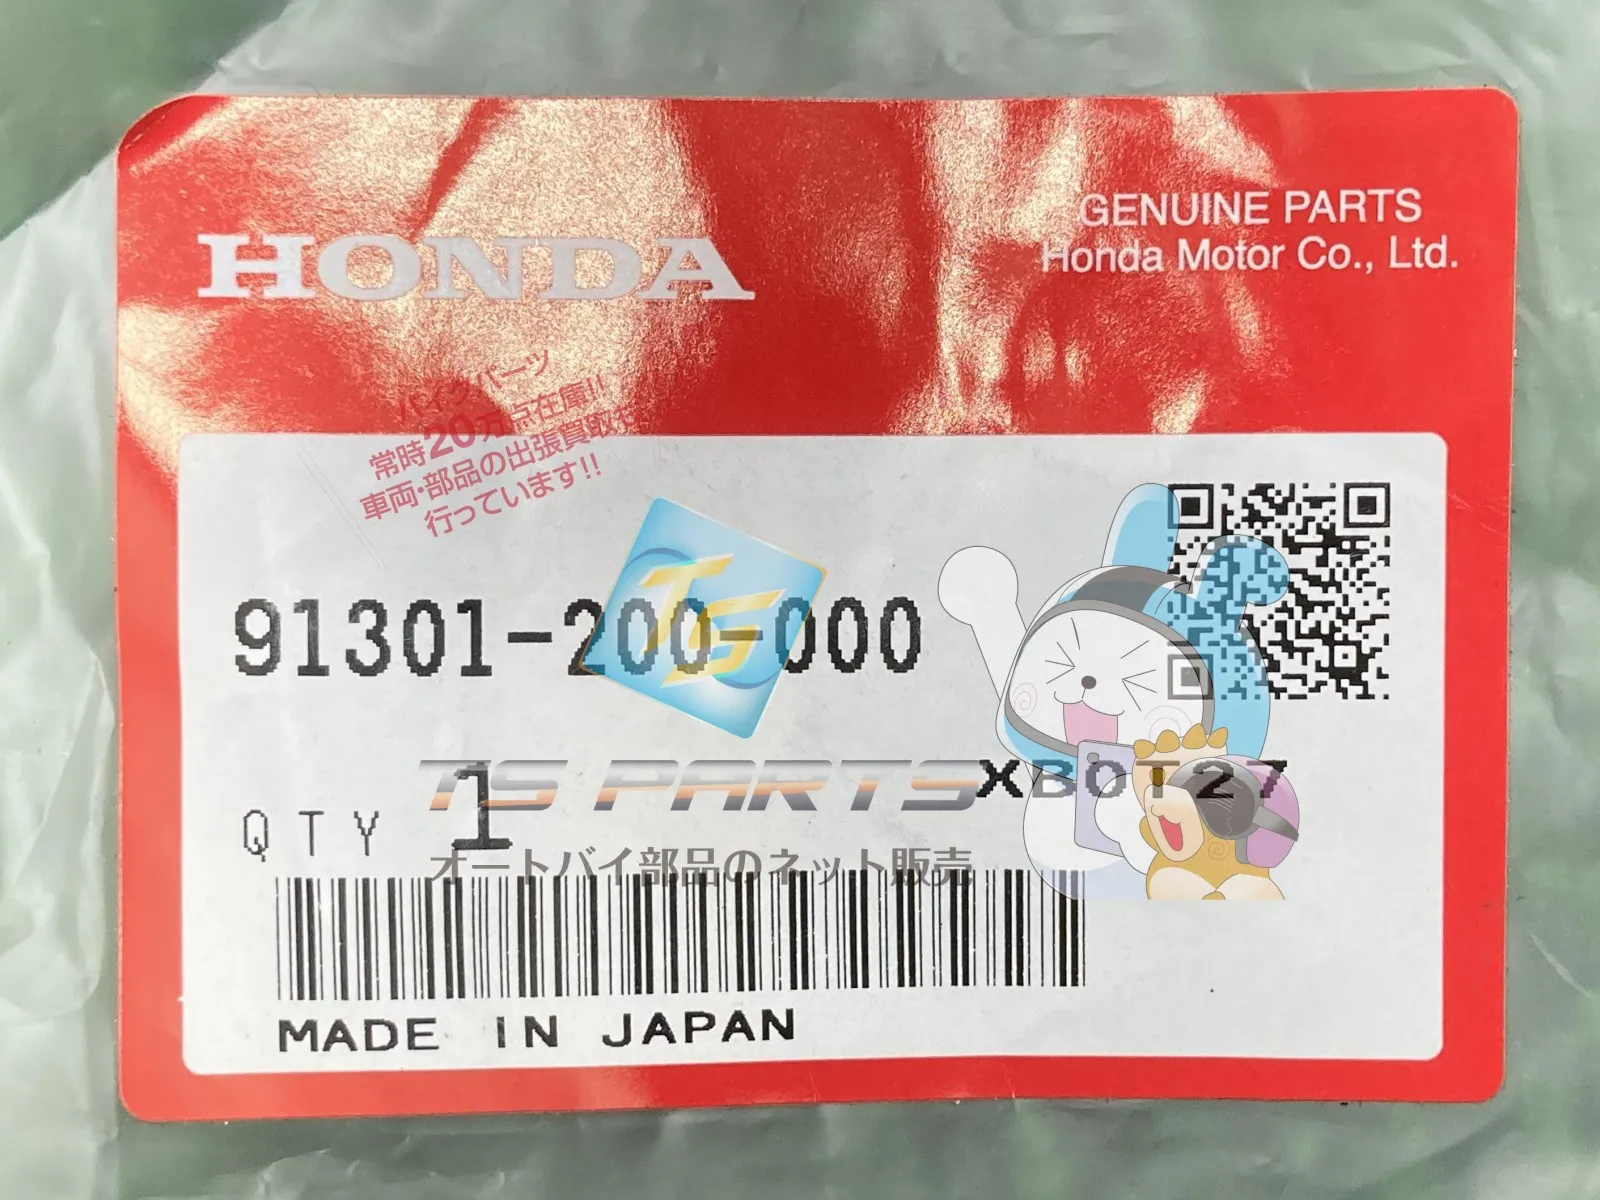 GENUINE PARTS
HONDA
Honda Motor Co., Ltd.
バイクパーツ
常時20万点在庫!!
車両・部品の出張買取も
行っています!!
TS
91301-200-000
TS PARTS
XBOT27
QTY 1
オートバイ部品のネット販売
MADE IN JAPAN